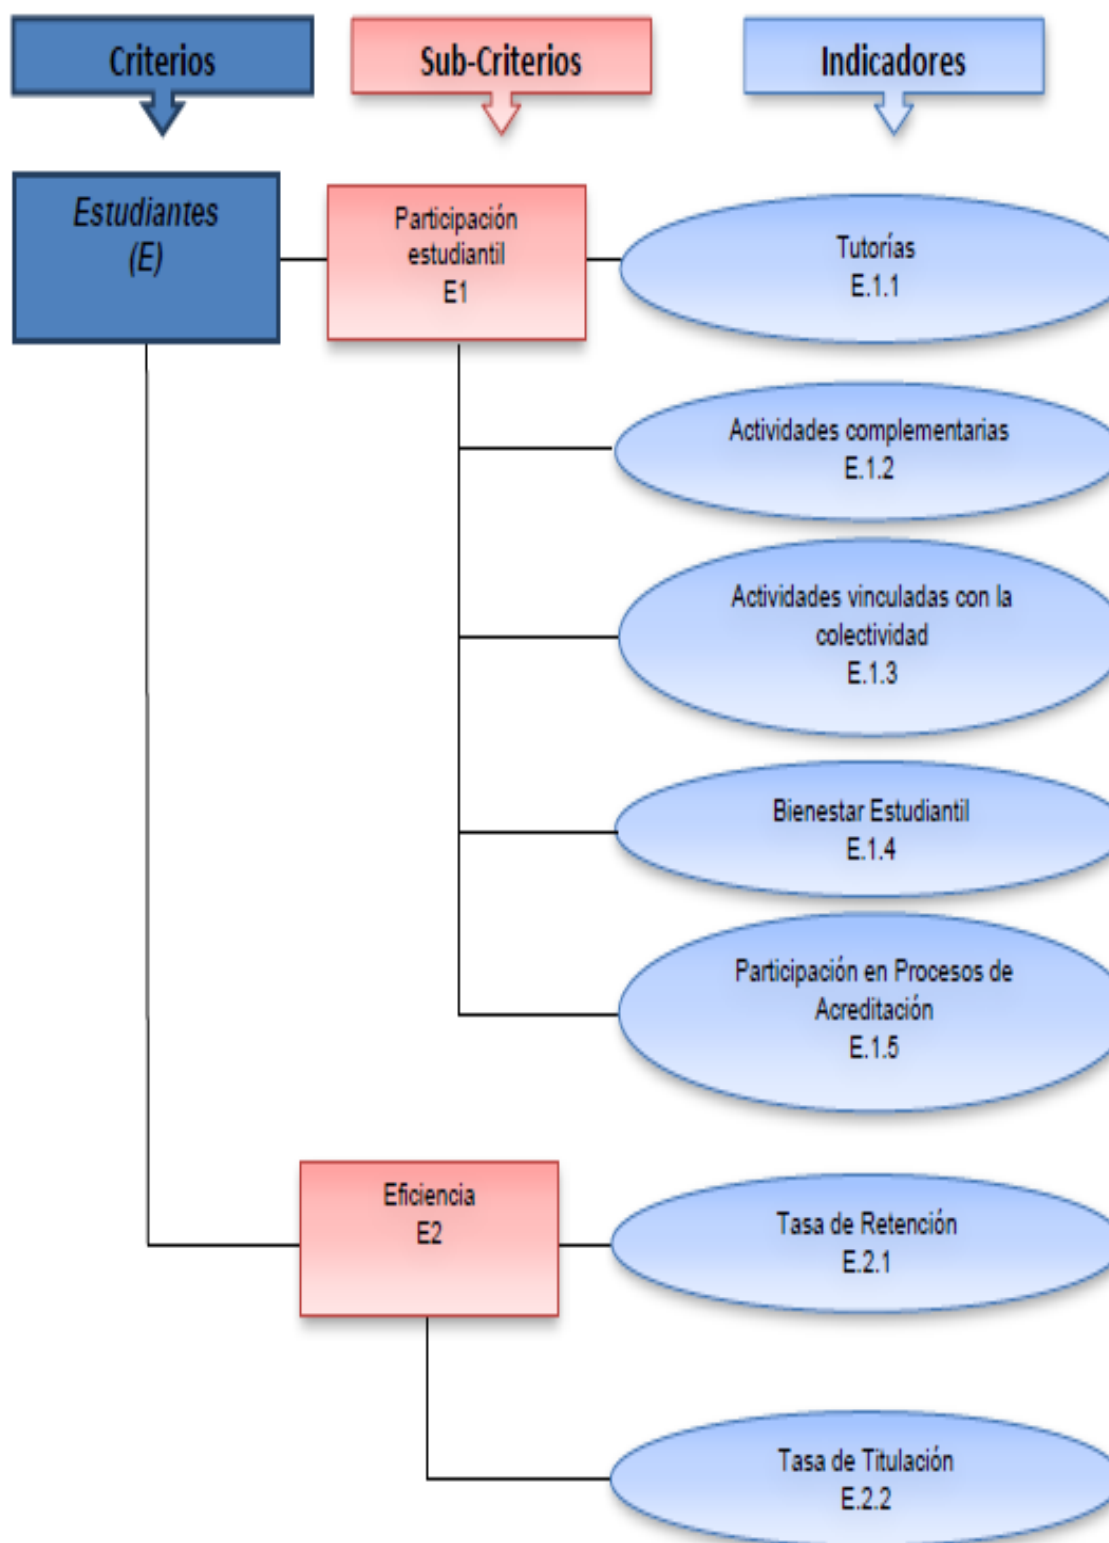 Criterios
Sub-Criterios
Indicadores
Estudiantes
(E)
Participación
estudiantil
E1
Tutorías
E.1.1
Actividades complementarias
E.1.2
Actividades vinculadas con la
colectividad
E.1.3
Bienestar Estudiantil
E.1.4
Participación en Procesos de
Acreditación
E.1.5
Eficiencia
E2
Tasa de Retención
E.2.1
Tasa de Titulación
E.2.2